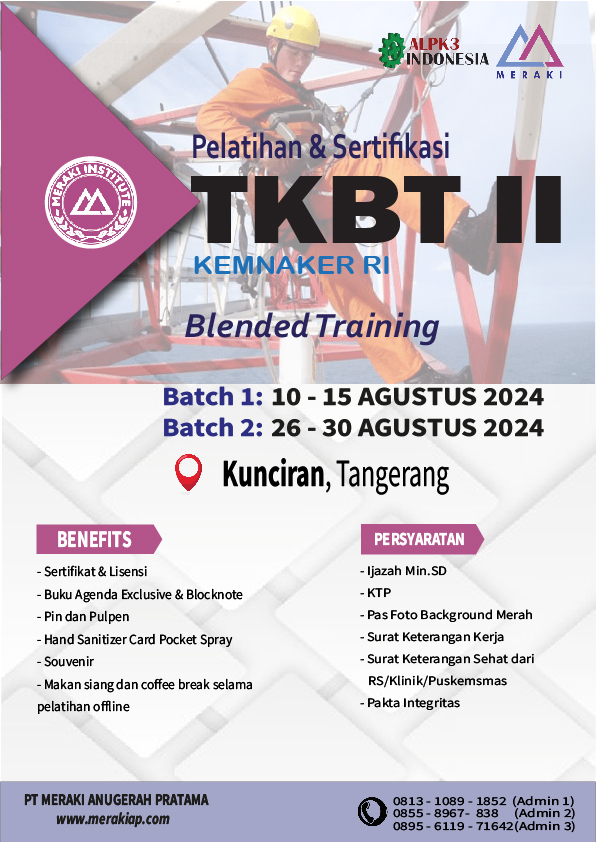 ALPK3
INDONESIA
MERAKI
Pelatihan & Sertifikasi
TKBT II
KEMNAKER RI
MERAKI INSTITUTE
Blended Training
Batch 1: 10 - 15 AGUSTUS 2024
Batch 2: 26 - 30 AGUSTUS 2024
Kunciran, Tangerang
BENEFITS
- Sertifikat & Lisensi
- Buku Agenda Exclusive & Blocknote
- Pin dan Pulpen
- Hand Sanitizer Card Pocket Spray
- Souvenir
- Makan siang dan coffee break selama
pelatihan offline
PERSYARATAN
- Ijazah Min.SD
- KTP
- Pas Foto Background Merah
- Surat Keterangan Kerja
- Surat Keterangan Sehat dari
RS/Klinik/Puskemsmas
- Pakta Integritas
PT MERAKI ANUGERAH PRATAMA
www.merakiap.com
0813 - 1089 - 1852 (Admin 1)
0855 - 8967- 838 (Admin 2)
0895 - 6119 - 71642(Admin 3)